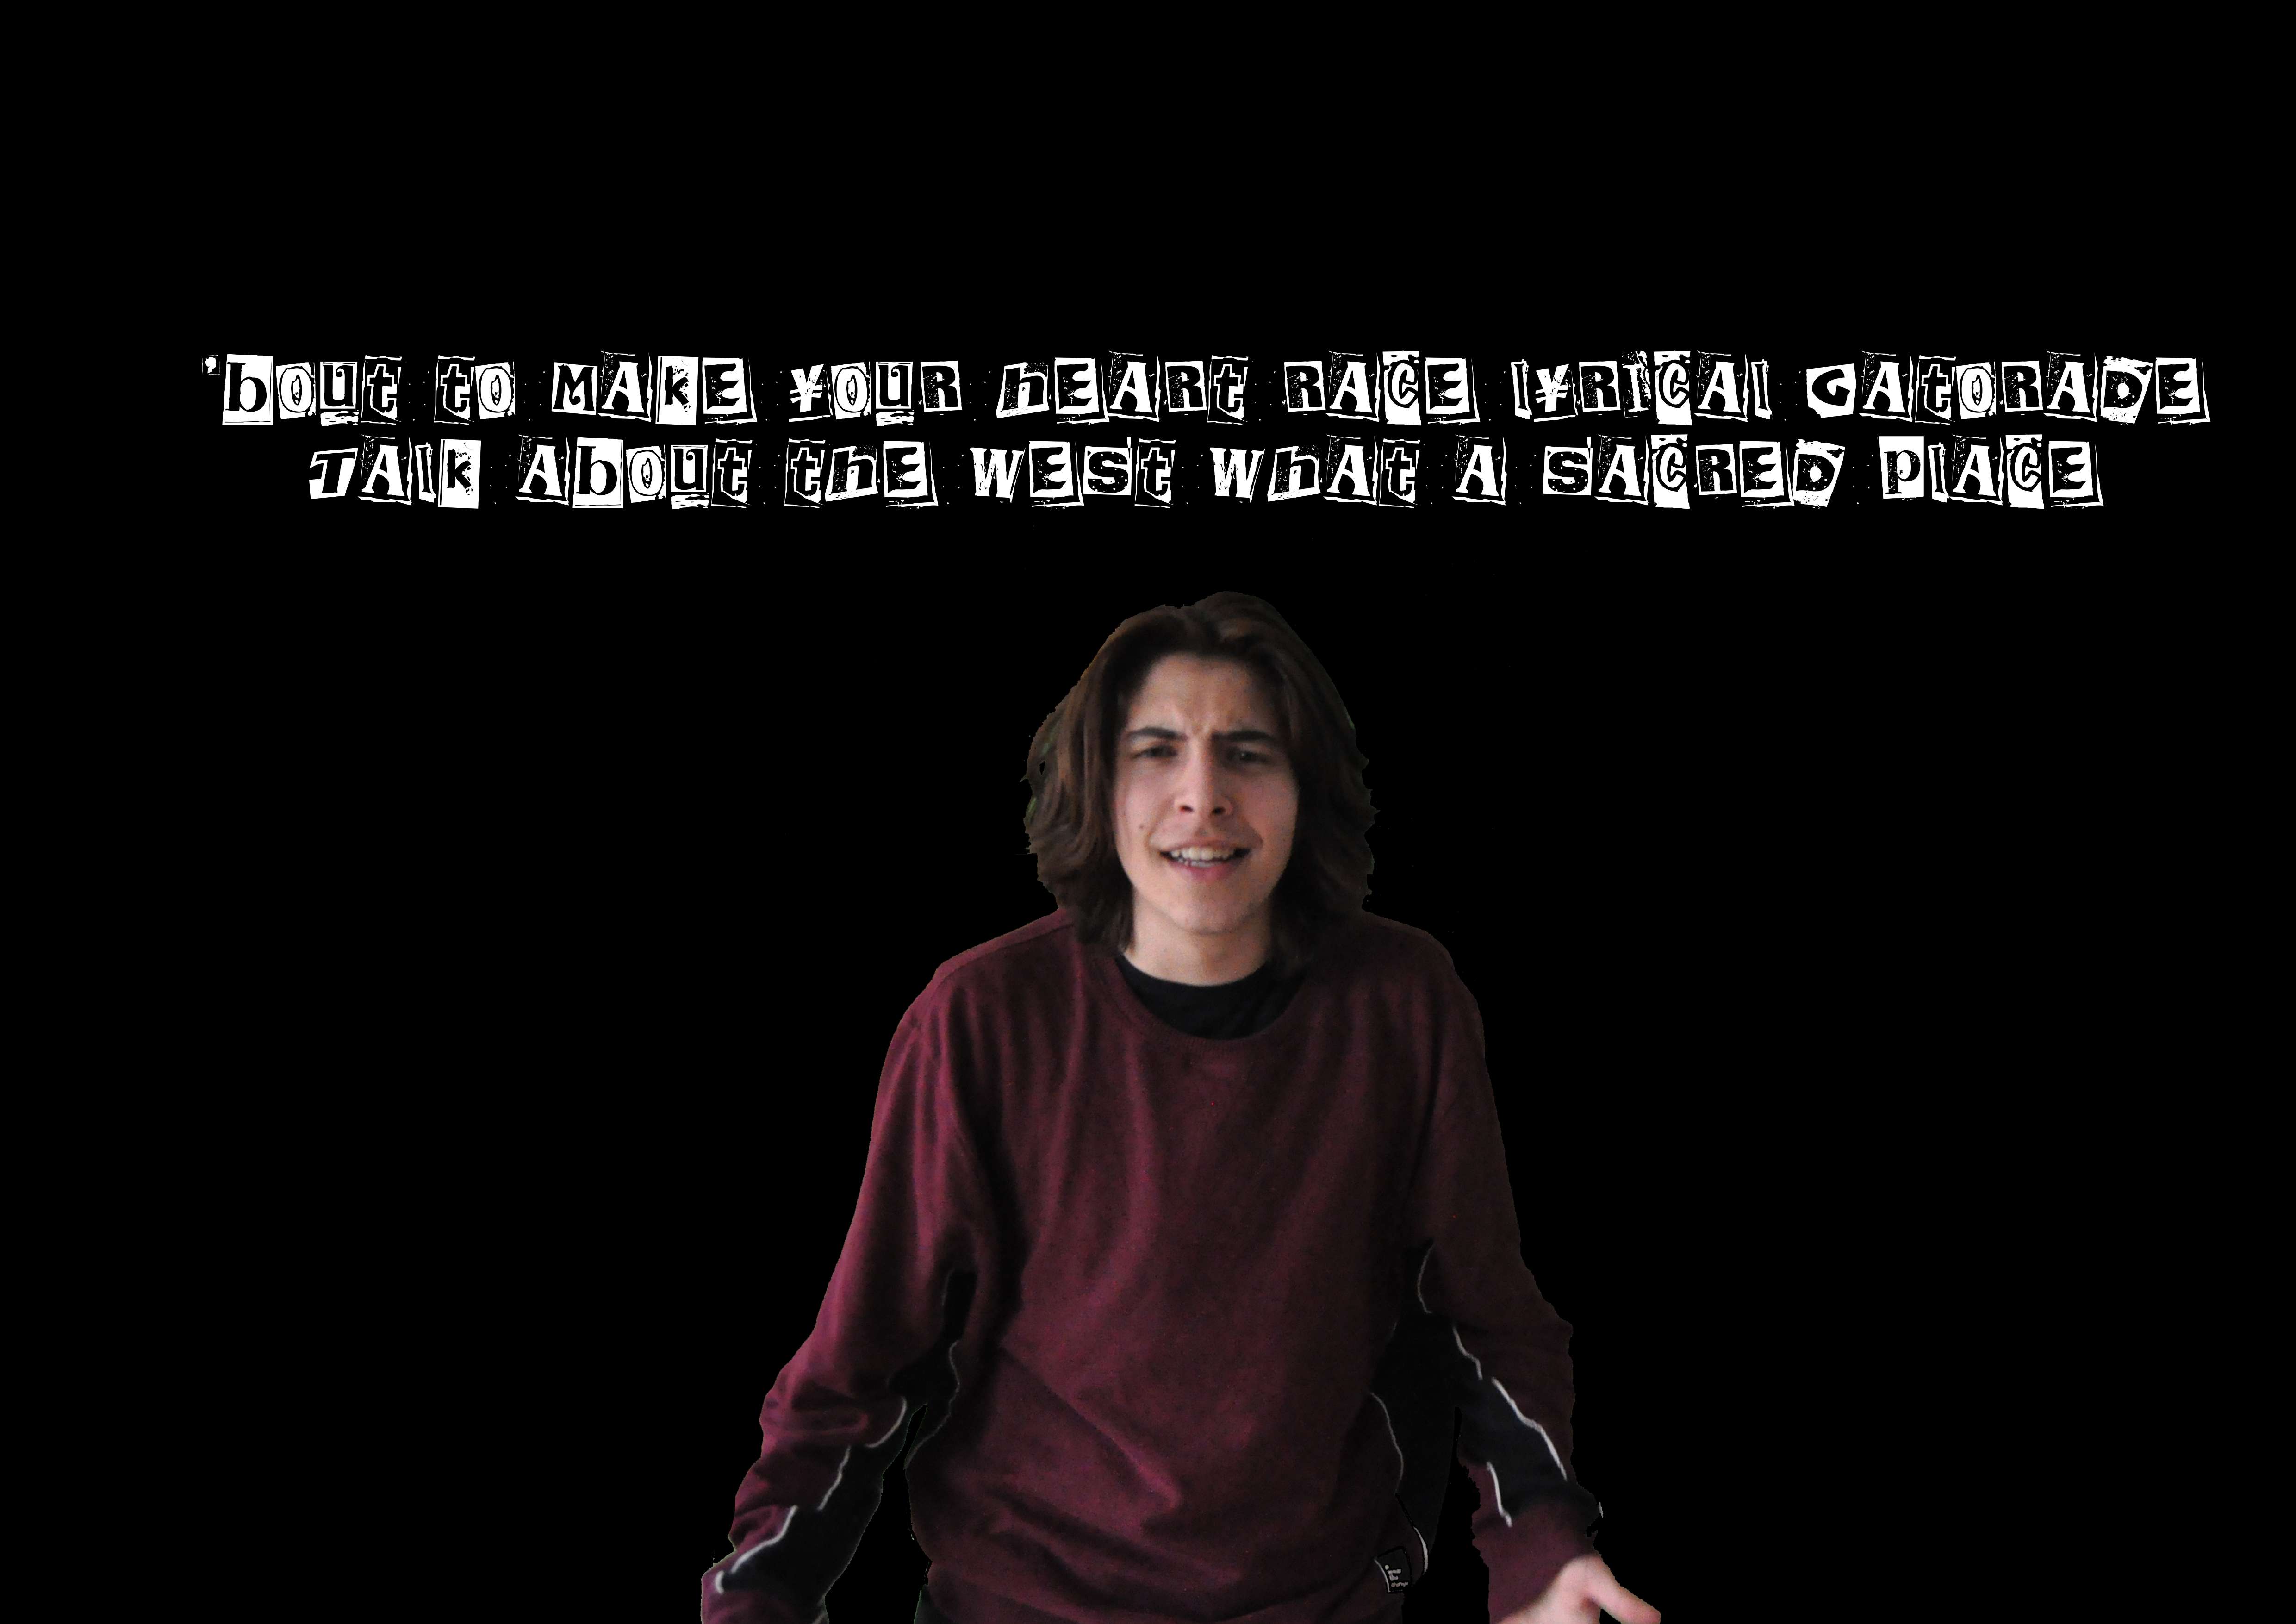 'bout to MAkE YOuR hEARt RACE lYRICAl GAtORADE
TAlk About thE WESt WhAt A SACRED PlACE